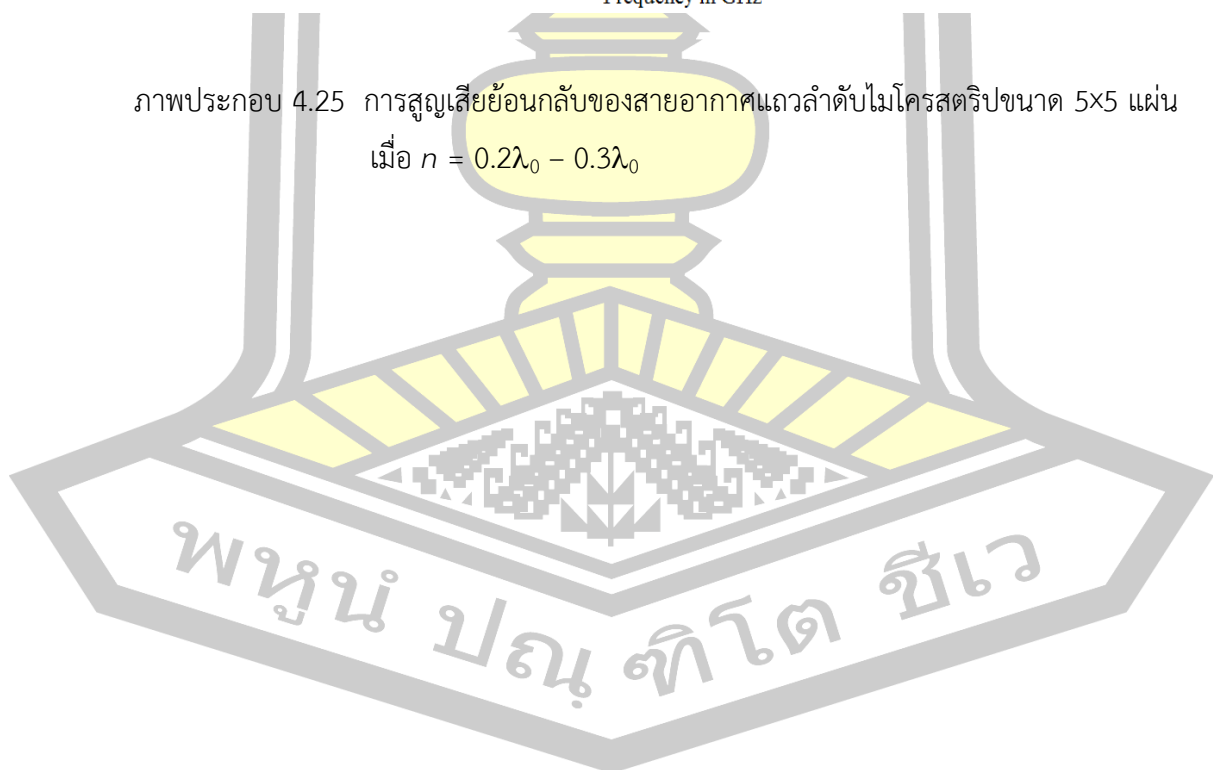 Frequency in GHz
ภาพประกอบ 4.25 การสูญเสียย้อนกลับของสายอากาศแถวลำดับไมโครสตริปขนาด 5×5 แผ่น
เมื่อ n = 0.2λ₀ – 0.3λ₀
พหูนํ ปณฺฑิโต ชีเว